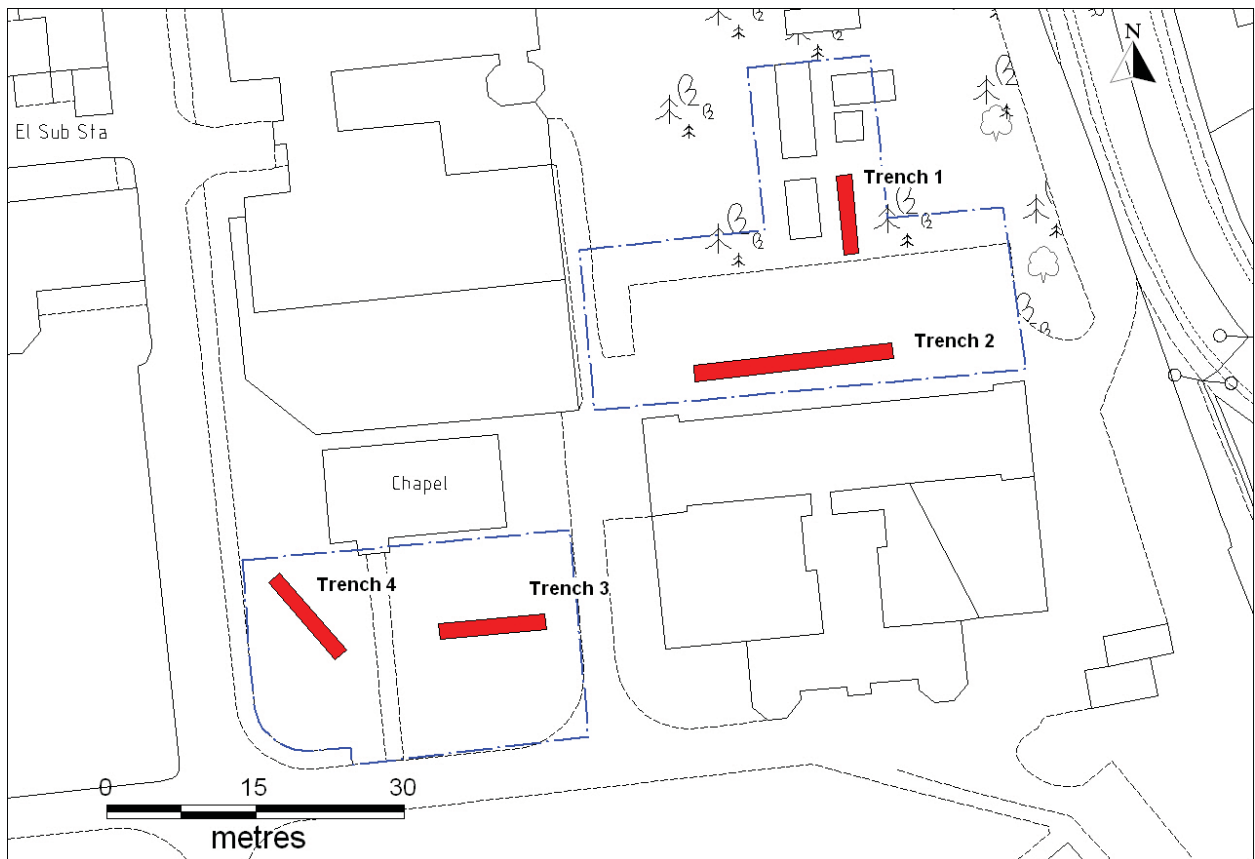 N
El Sub Sta
Trench 1
Trench 2
Chapel
Trench 4
Trench 3
0 15 30
metres